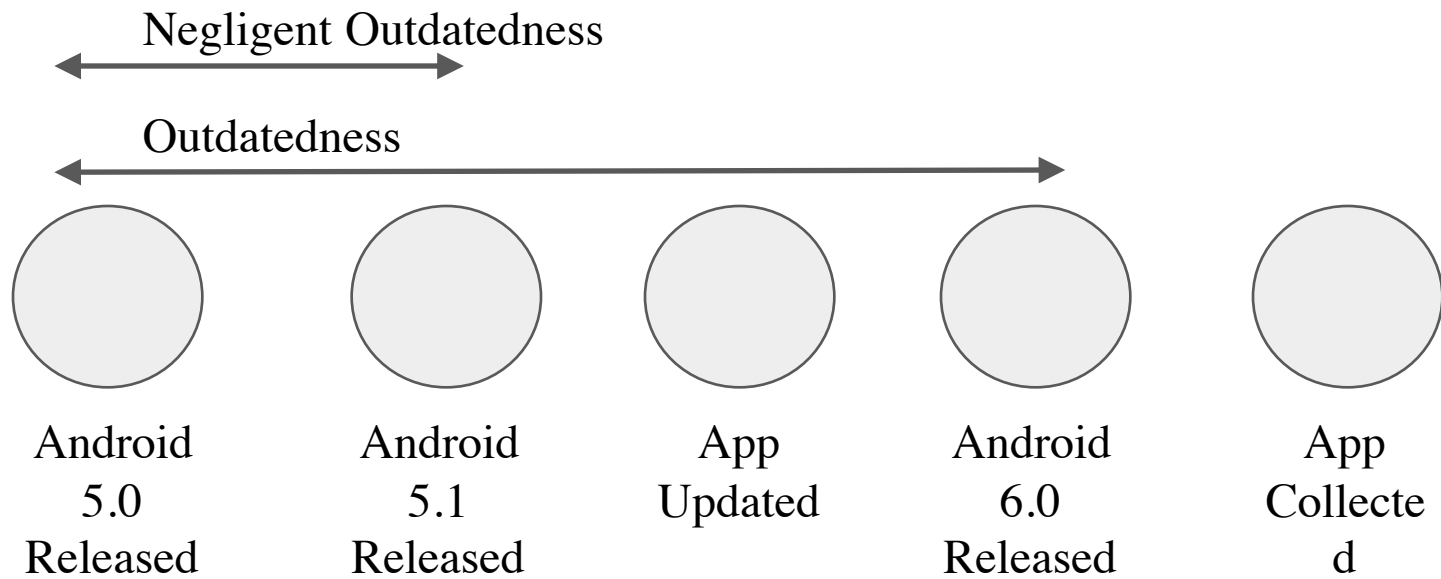 Negligent Outdatedness
Outdatedness
Android
5.0
Released
Android
5.1
Released
App
Updated
Android
6.0
Released
App
Collecte
d